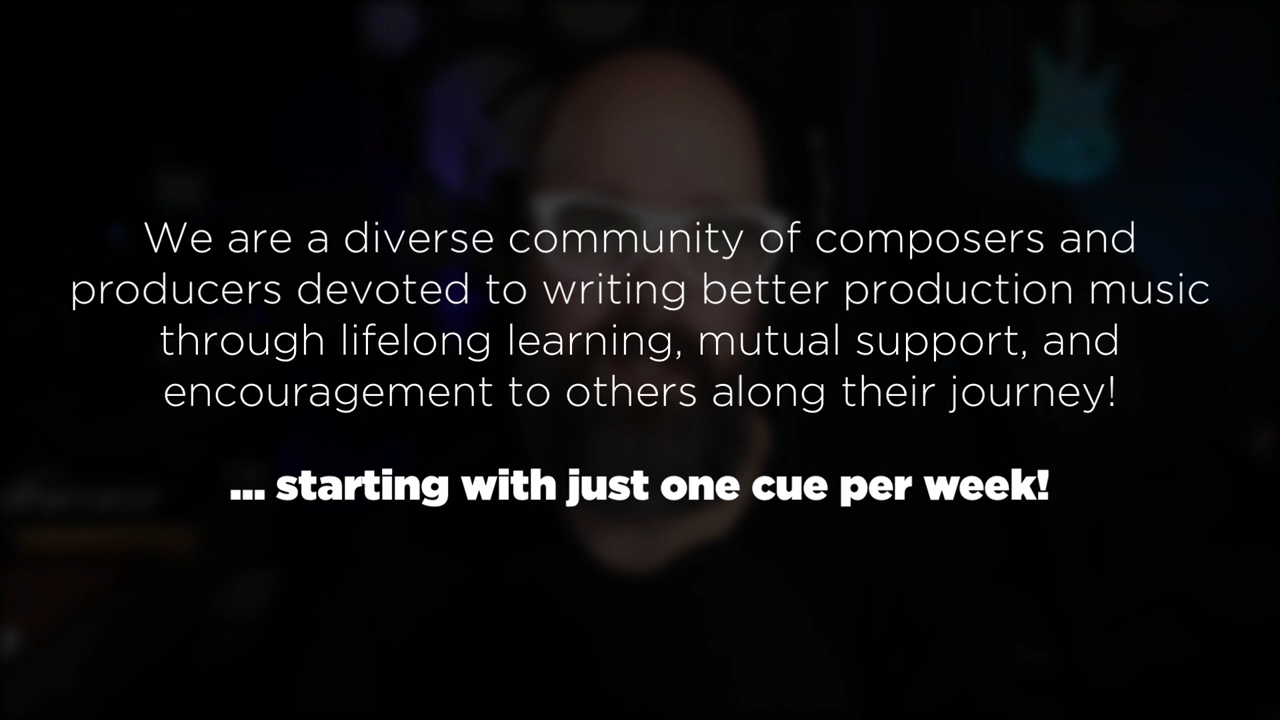 We are a diverse community of composers and
producers devoted to writing better production music
through lifelong learning, mutual support, and
encouragement to others along their journey!
... starting with just one cue per week!